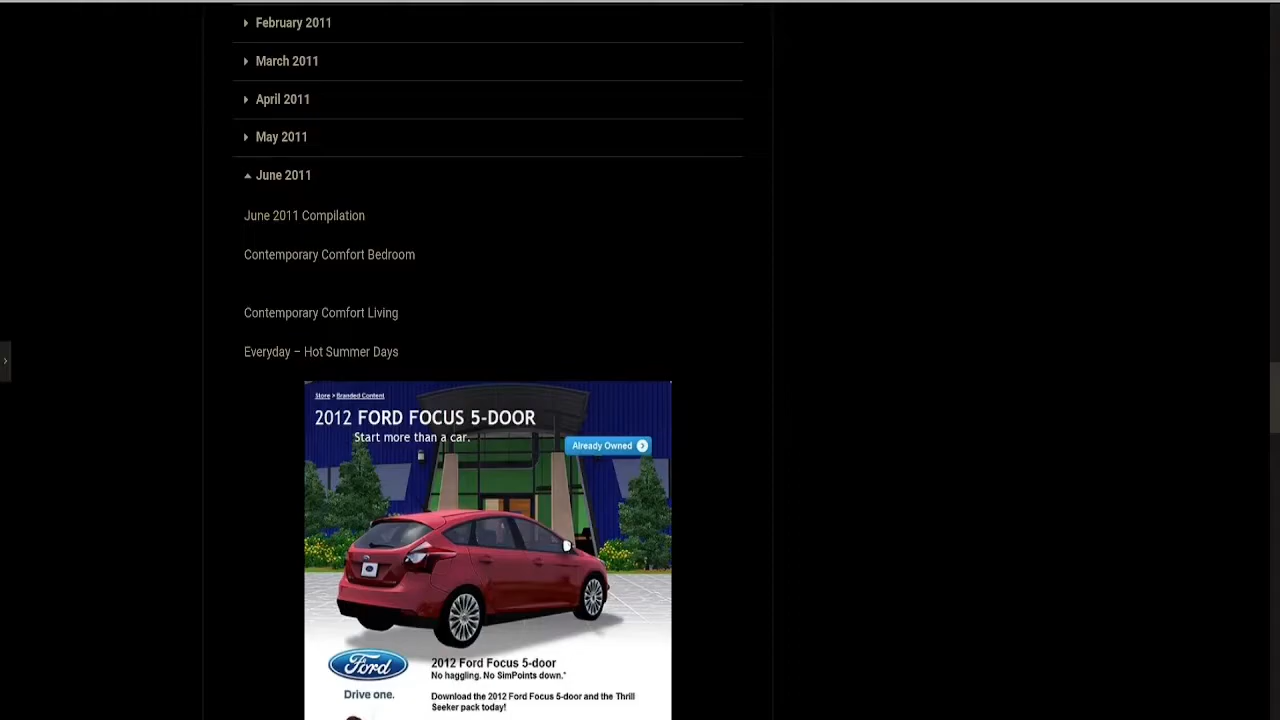 February 2011
March 2011
April 2011
May 2011
June 2011
June 2011 Compilation
Contemporary Comfort Bedroom
Contemporary Comfort Living
Everyday – Hot Summer Days
Store > Branded Content
2012 FORD FOCUS 5-DOOR
Start more than a car.
Already Owned
Ford
Drive one.
2012 Ford Focus 5-door
No haggling. No SimPoints down.*
Download the 2012 Ford Focus 5-door and the Thrill
Seeker pack today!